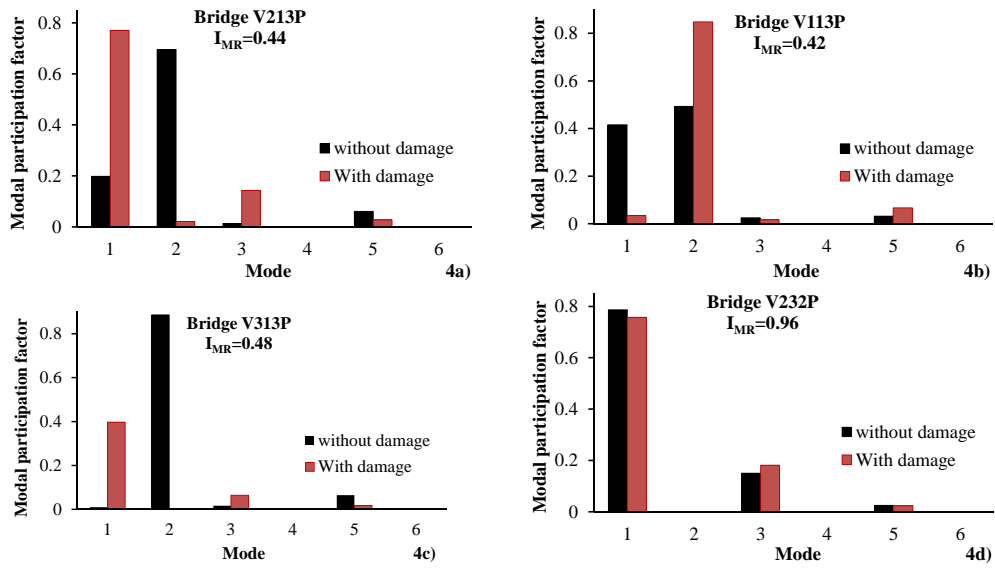 Bridge V213P
I_MR=0.44
Modal participation factor
0.8
0.6
0.4
0.2
0
without damage
With damage
1 2 3 4 5 6
Mode
4a)
Bridge V113P
I_MR=0.42
Modal participation factor
0.8
0.6
0.4
0.2
0
without damage
With damage
1 2 3 4 5 6
Mode
4b)
Bridge V313P
I_MR=0.48
Modal participation factor
0.8
0.6
0.4
0.2
0
without damage
With damage
1 2 3 4 5 6
Mode
4c)
Bridge V232P
I_MR=0.96
Modal participation factor
0.8
0.6
0.4
0.2
0
without damage
With damage
1 2 3 4 5 6
Mode
4d)